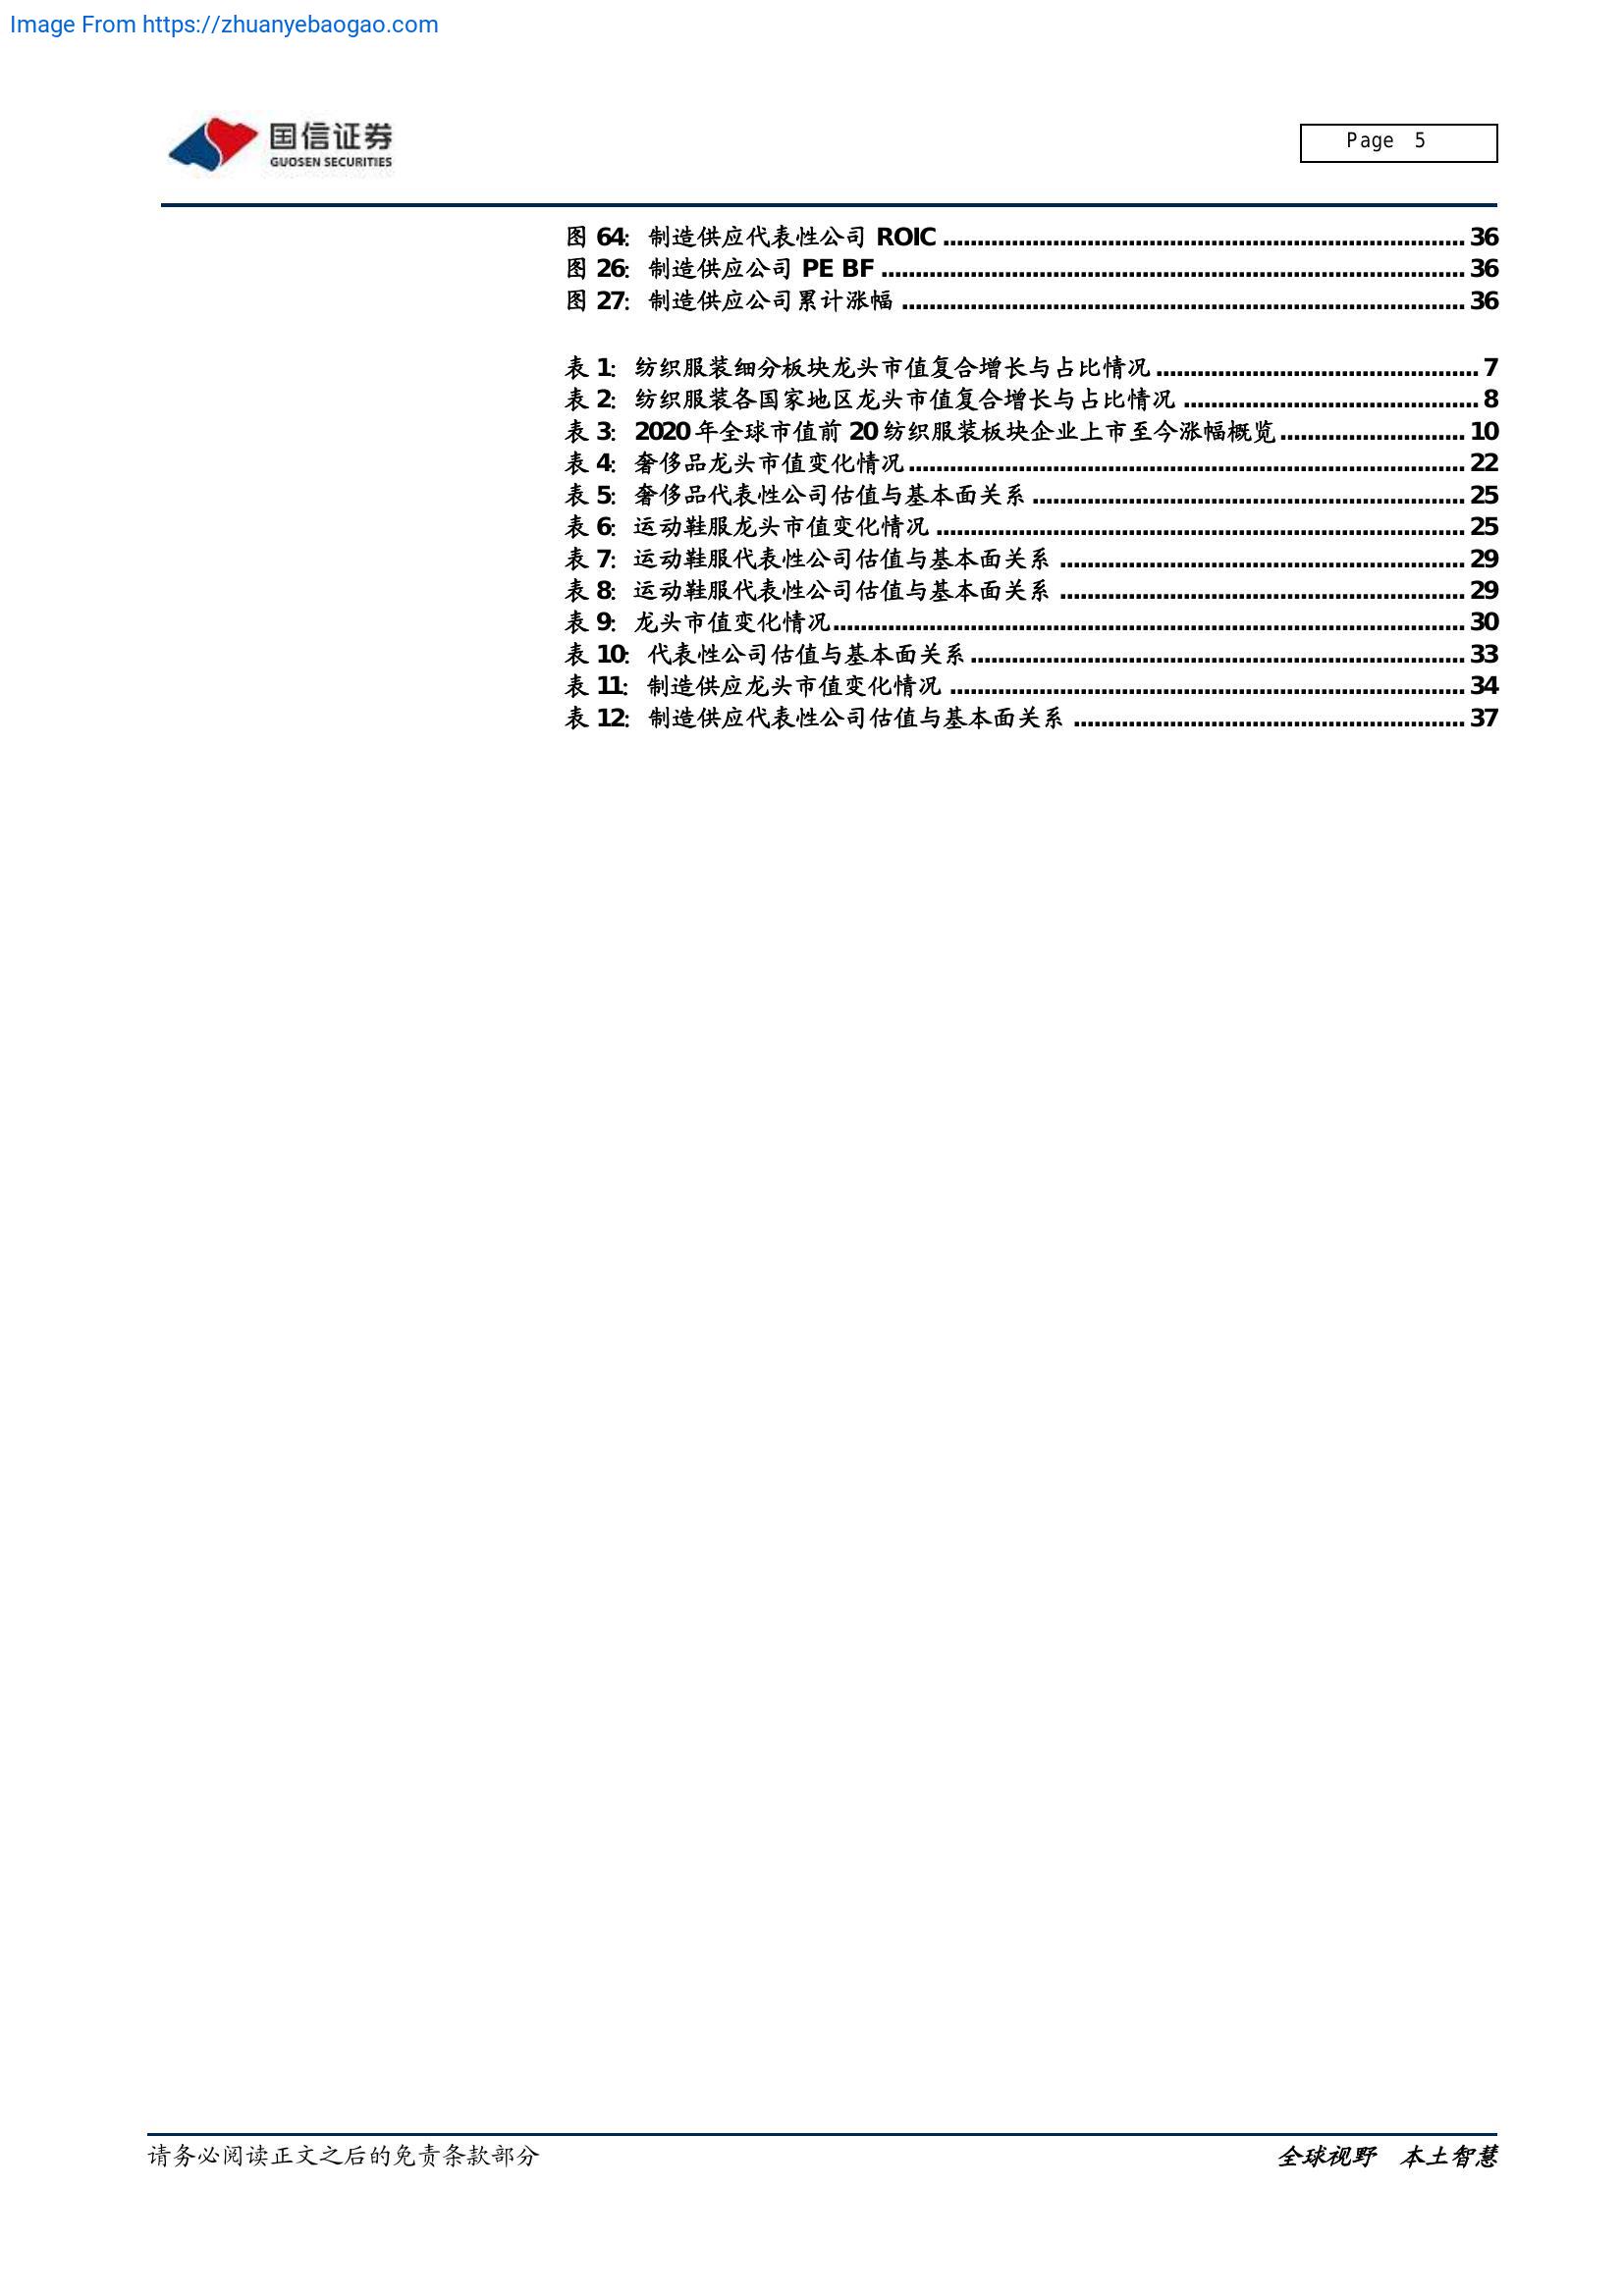 Image From https://zhuanyebaogao.com
国信证券
GUOSEN SECURITIES
Page 5
图 64: 制造供应代表性公司 ROIC ........................................ 36
图 26: 制造供应公司 PE BF ........................................ 36
图 27: 制造供应公司累计涨幅 ........................................ 36
表 1: 纺织服装细分板块龙头市值复合增长与占比情况 ........................................ 7
表 2: 纺织服装各国家地区龙头市值复合增长与占比情况 ........................................ 8
表 3: 2020 年全球市值前 20 纺织服装板块企业上市至今涨幅概览 ........................................ 10
表 4: 奢侈品龙头市值变化情况 ........................................ 22
表 5: 奢侈品代表性公司估值与基本面关系 ........................................ 25
表 6: 运动鞋服龙头市值变化情况 ........................................ 25
表 7: 运动鞋服代表性公司估值与基本面关系 ........................................ 29
表 8: 运动鞋服代表性公司估值与基本面关系 ........................................ 29
表 9: 龙头市值变化情况 ........................................ 30
表 10: 代表性公司估值与基本面关系 ........................................ 33
表 11: 制造供应龙头市值变化情况 ........................................ 34
表 12: 制造供应代表性公司估值与基本面关系 ........................................ 37
请务必阅读正文之后的免责条款部分
全球视野 本土智慧